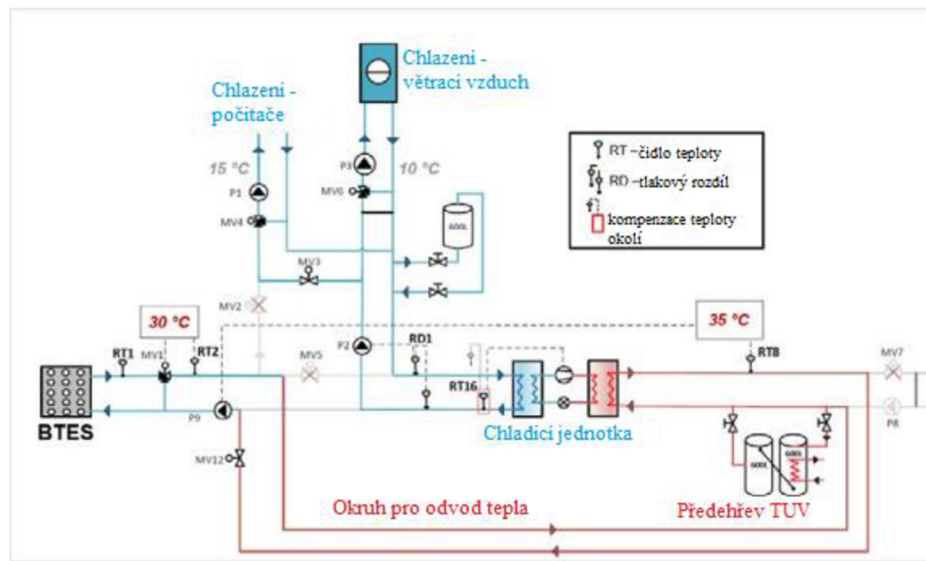 Chlazeni -
větraci vzduch
Chlazeni -
počitače
15 °C
P3
10 °C
MV6
P1
MV4
600L
RT –čidlo teploty
RD –tlakový rozdíl
kompenzace teploty
okolí
MV3
MV2
30 °C
35 °C
RT1
MV1
RT2
MV5
P2
RD1
RT8
MV7
RT16
BTES
P9
Chladici jednotka
P8
MV12
600L
600L
Okruh pro odvod tepla
Předehřev TUV